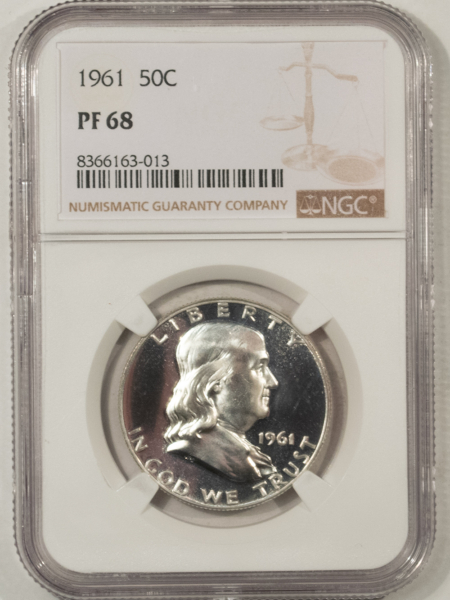 1961 50C
PF 68
8366163-013
NUMISMATIC GUARANTY COMPANY NGC®
LIBERTY
1961
IN GOD WE TRUST